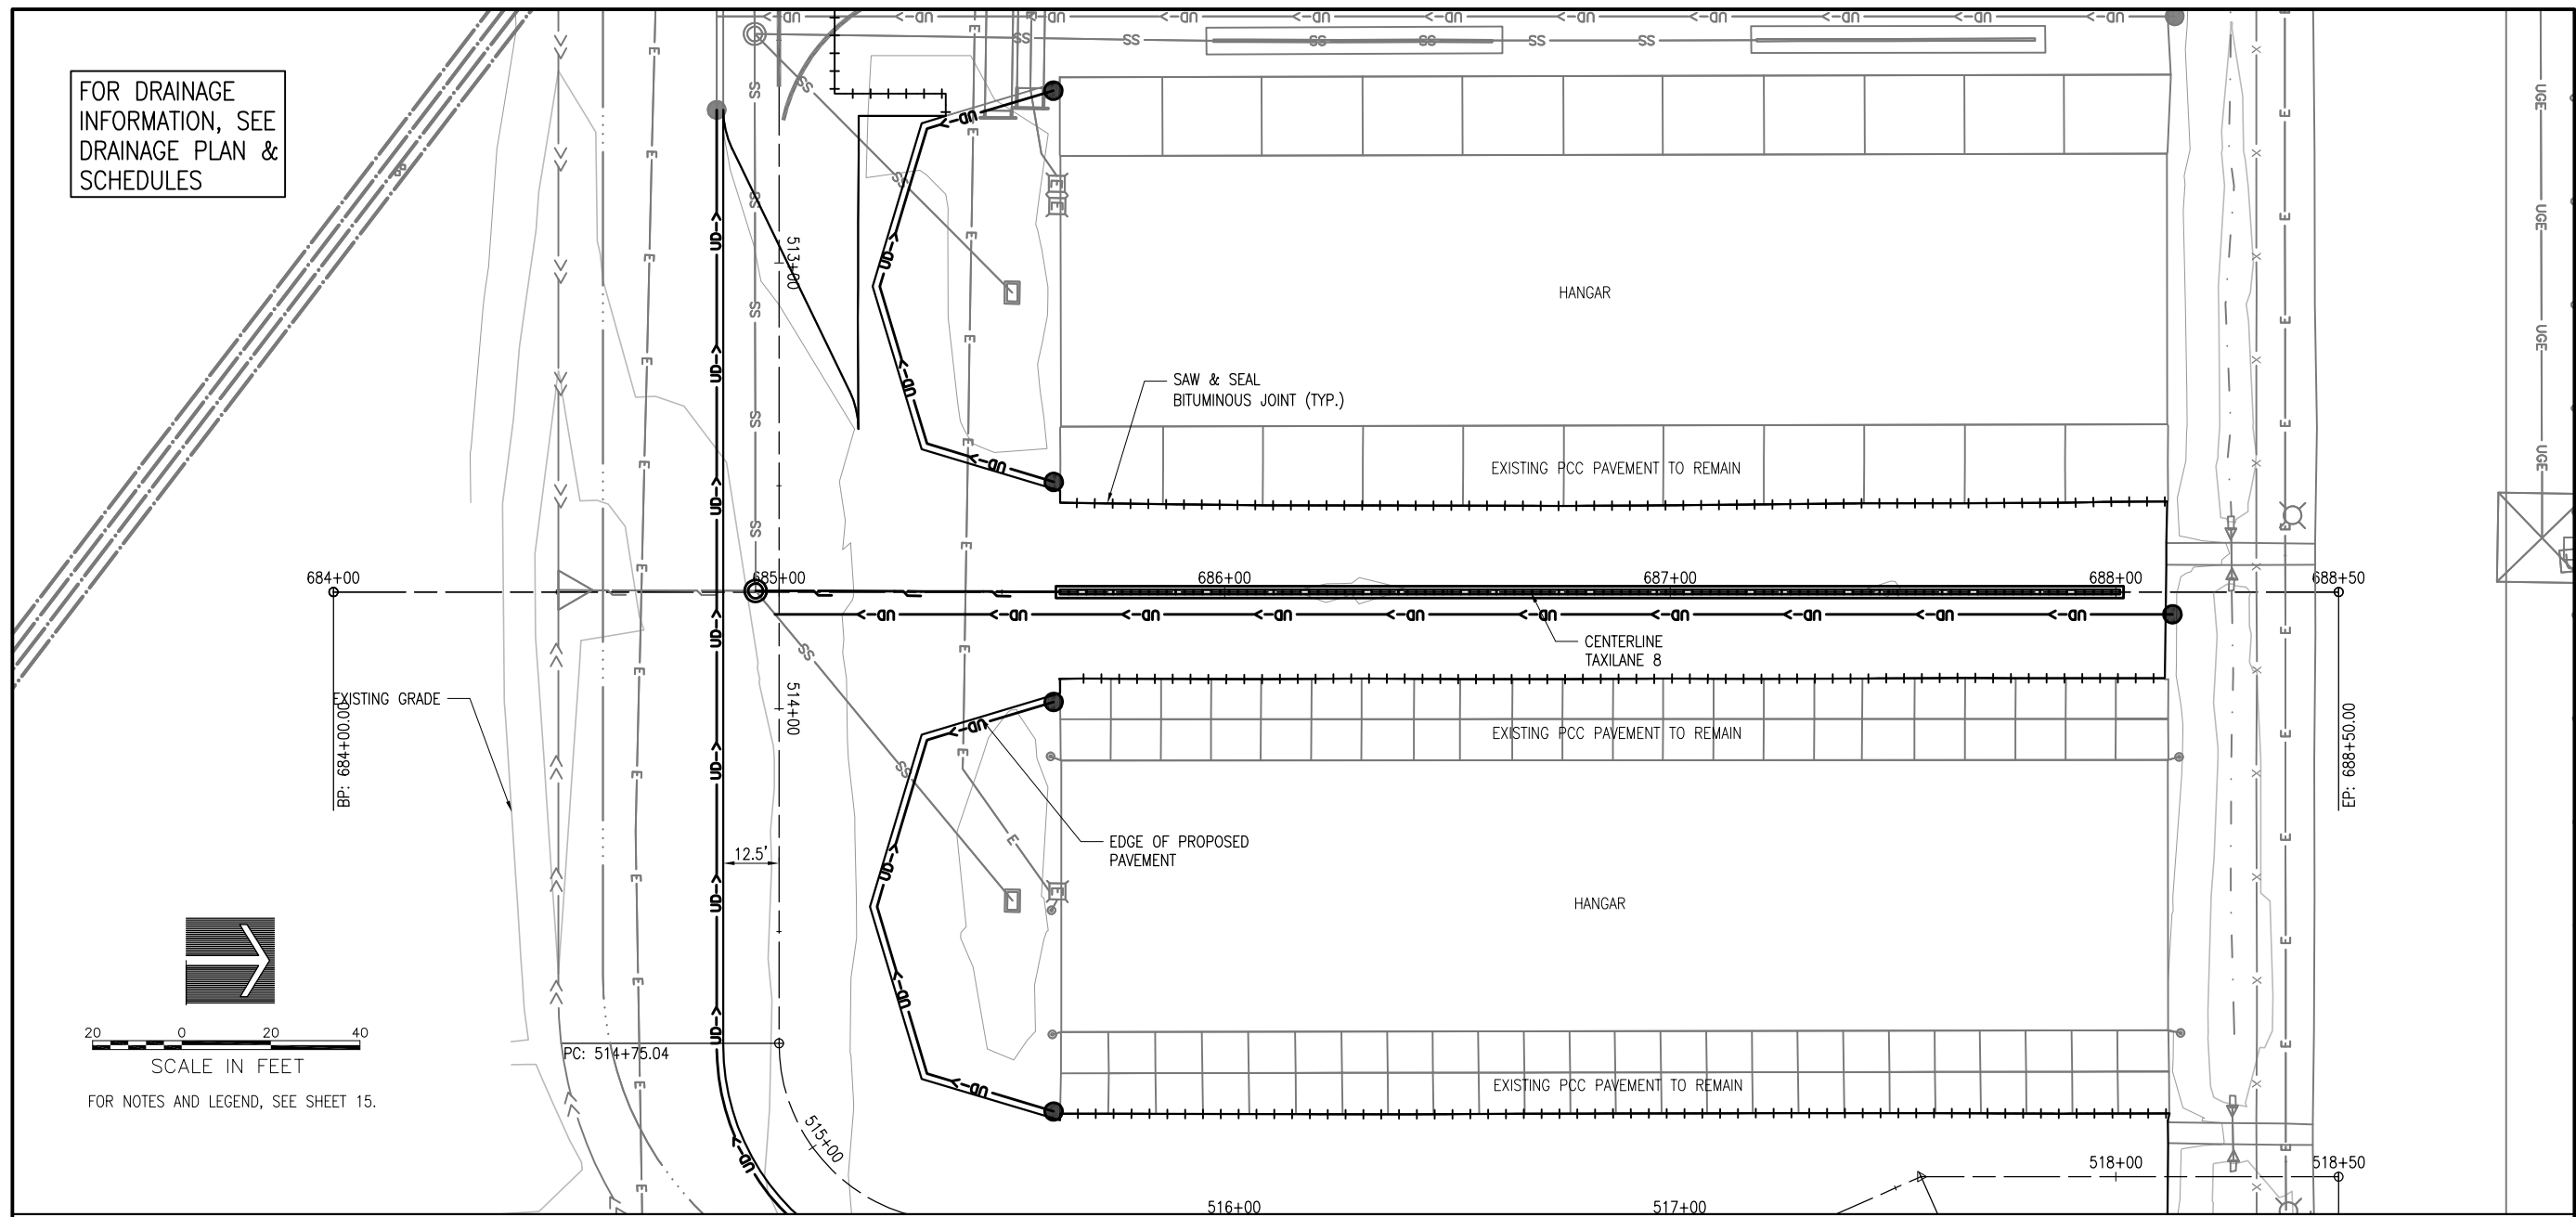 FOR DRAINAGE
INFORMATION, SEE
DRAINAGE PLAN &
SCHEDULES
513+00
HANGAR
SAW & SEAL
BITUMINOUS JOINT (TYP.)
EXISTING PCC PAVEMENT TO REMAIN
684+00
685+00
686+00
687+00
688+00
688+50
CENTERLINE
TAXILANE 8
EXISTING GRADE
BP: 684+00.00
514+00
EXISTING PCC PAVEMENT TO REMAIN
EP: 688+50.00
EDGE OF PROPOSED
PAVEMENT
12.5'
HANGAR
20 0 20 40
SCALE IN FEET
FOR NOTES AND LEGEND, SEE SHEET 15.
PC: 514+75.04
EXISTING PCC PAVEMENT TO REMAIN
515+00
516+00
517+00
518+00
518+50
UD
SS
E
UGE
X